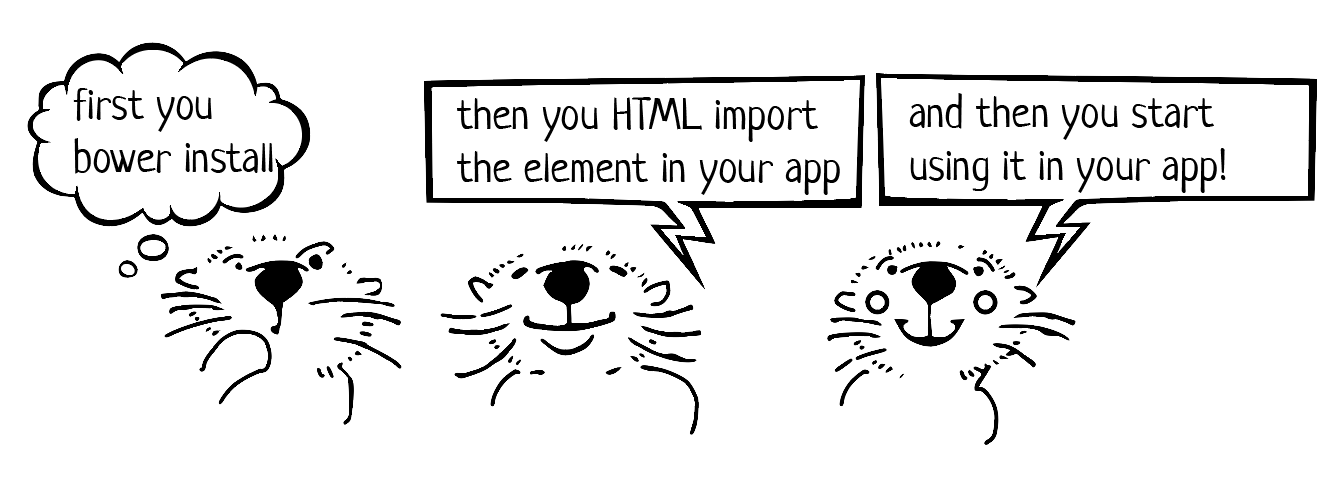 first you
bower install
then you HTML import
the element in your app
and then you start
using it in your app!